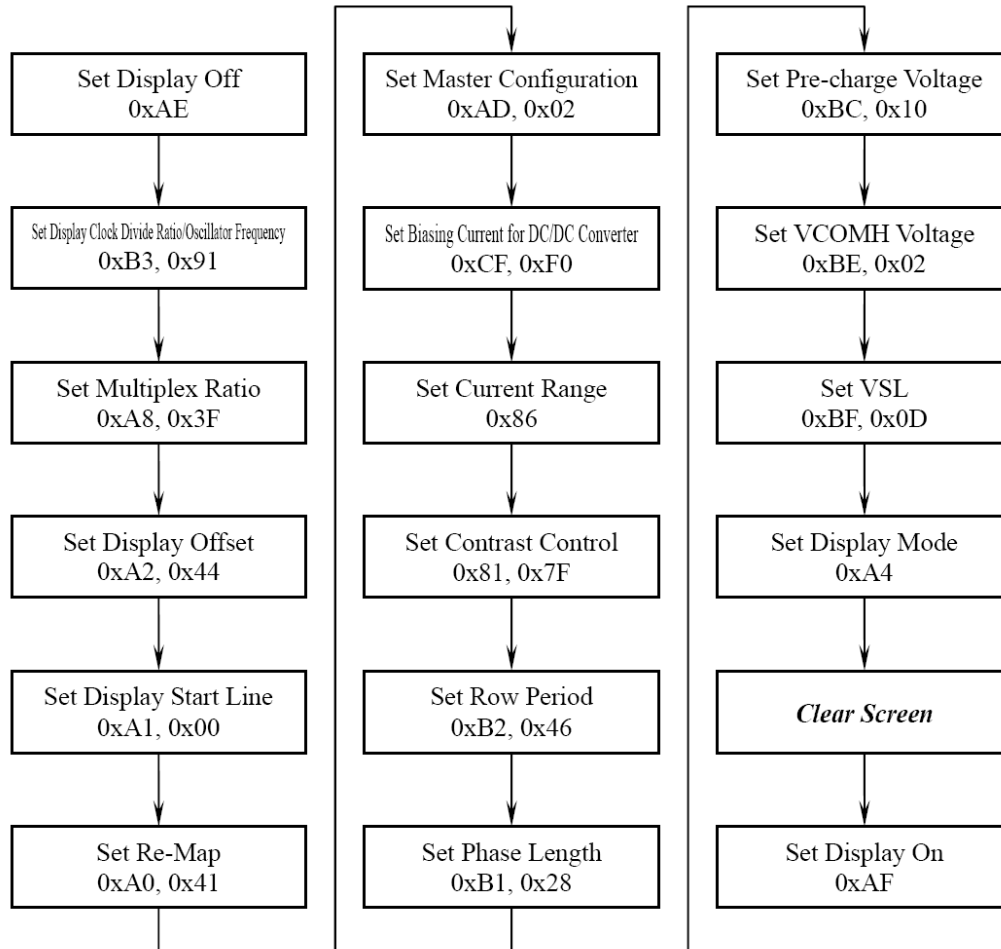 Set Display Off
0xAE
Set Display Clock Divide Ratio/Oscillator Frequency
0xB3, 0x91
Set Multiplex Ratio
0xA8, 0x3F
Set Display Offset
0xA2, 0x44
Set Display Start Line
0xA1, 0x00
Set Re-Map
0xA0, 0x41
Set Master Configuration
0xAD, 0x02
Set Biasing Current for DC/DC Converter
0xCF, 0xF0
Set Current Range
0x86
Set Contrast Control
0x81, 0x7F
Set Row Period
0xB2, 0x46
Set Phase Length
0xB1, 0x28
Set Pre-charge Voltage
0xBC, 0x10
Set VCOMH Voltage
0xBE, 0x02
Set VSL
0xBF, 0x0D
Set Display Mode
0xA4
Clear Screen
Set Display On
0xAF